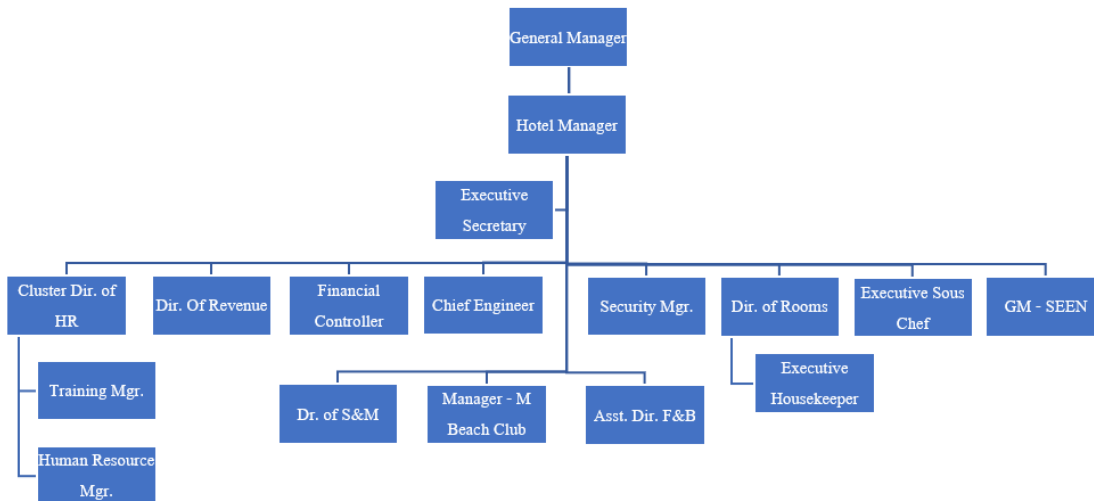 General Manager
Hotel Manager
Executive
Secretary
Cluster Dir. of
HR
Dir. Of Revenue
Financial
Controller
Chief Engineer
Security Mgr.
Dir. of Rooms
Executive Sous
Chef
GM - SEEN
Training Mgr.
Human Resource
Mgr.
Dr. of S&M
Manager - M
Beach Club
Asst. Dir. F&B
Executive
Housekeeper